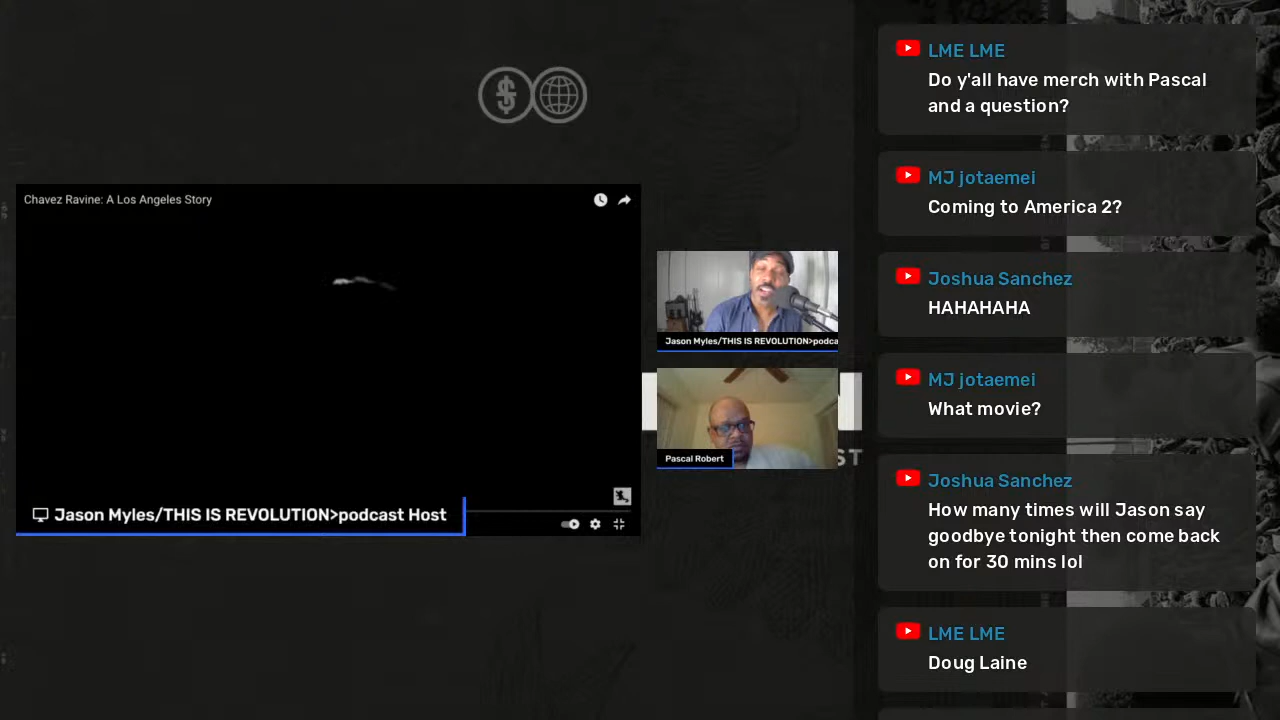 Chavez Ravine: A Los Angeles Story
Jason Myles/THIS IS REVOLUTION>podcast Host
Jason Myles/THIS IS REVOLUTION>podca
Pascal Robert
ST
LME LME
Do y'all have merch with Pascal
and a question?
MJ jotaemei
Coming to America 2?
Joshua Sanchez
HAHAHAHA
MJ jotaemei
What movie?
Joshua Sanchez
How many times will Jason say
goodbye tonight then come back
on for 30 mins lol
LME LME
Doug Laine